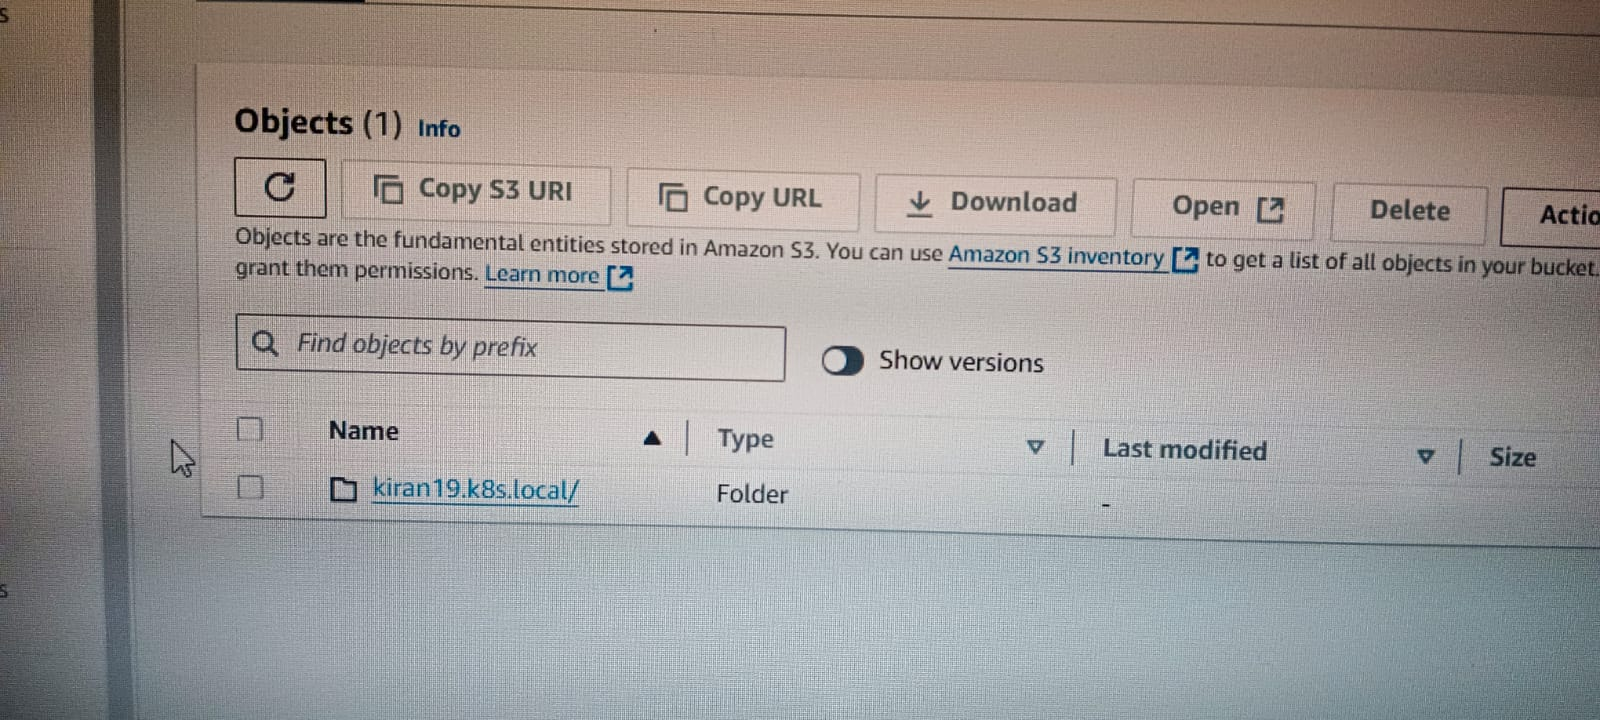 Objects (1) Info
Copy S3 URI Copy URL Download Open Delete Actio
Objects are the fundamental entities stored in Amazon S3. You can use Amazon S3 inventory to get a list of all objects in your bucket.
grant them permissions. Learn more
Find objects by prefix Show versions
Name Type Last modified Size
kiran19.k8s.local/ Folder -